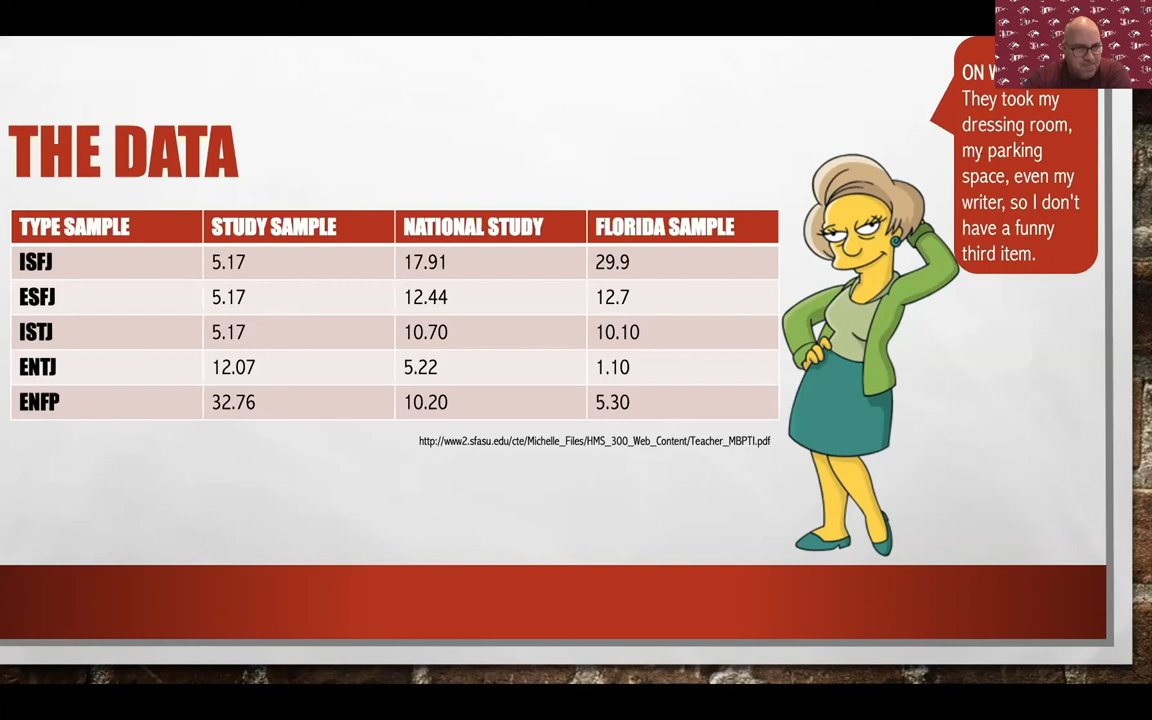 ON
They took my
dressing room,
my parking
space, even my
writer, so I don't
have a funny
third item.
THE DATA
TYPE SAMPLE STUDY SAMPLE NATIONAL STUDY FLORIDA SAMPLE
ISFJ 5.17 17.91 29.9
ESFJ 5.17 12.44 12.7
ISTJ 5.17 10.70 10.10
ENTJ 12.07 5.22 1.10
ENFP 32.76 10.20 5.30
http://www2.sfasu.edu/cte/Michelle_Files/HMS_300_Web_Content/Teacher_MBPTI.pdf